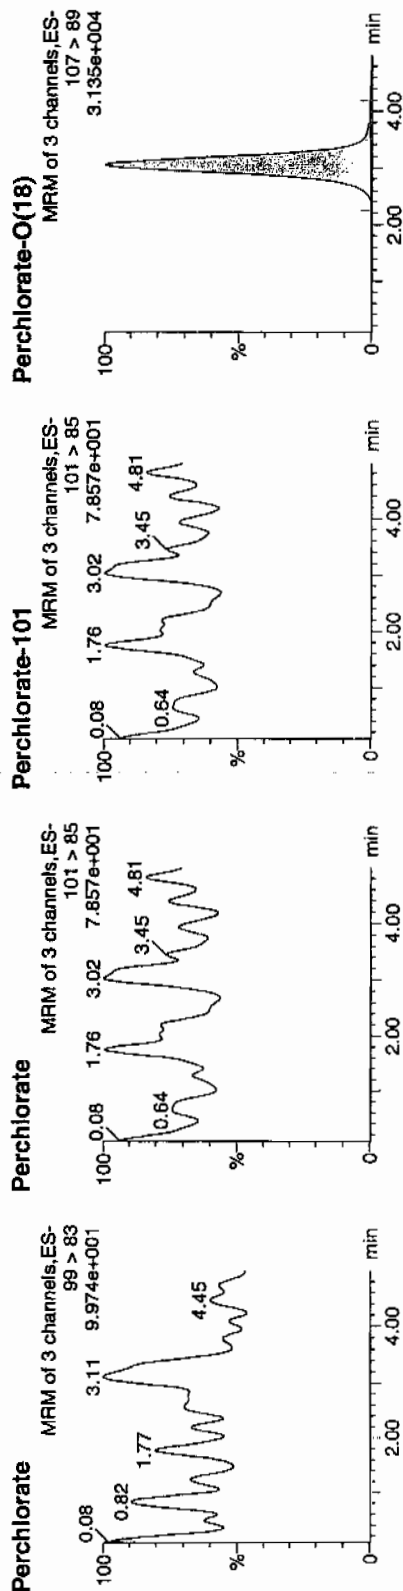 Perchlorate
MRM of 3 channels,ES-
99 > 83
9.974e+001
100
%
0
0.08
0.82
1.77
3.11
4.45
2.00
4.00
min
Perchlorate
MRM of 3 channels,ES-
101 > 85
7.857e+001
100
%
0
0.08
0.64
1.76
3.02
3.45
4.81
2.00
4.00
min
Perchlorate-101
MRM of 3 channels,ES-
101 > 85
7.857e+001
100
%
0
0.08
0.64
1.76
3.02
3.45
4.81
2.00
4.00
min
Perchlorate-O(18)
MRM of 3 channels,ES-
107 > 89
3.135e+004
100
%
0
2.00
4.00
min